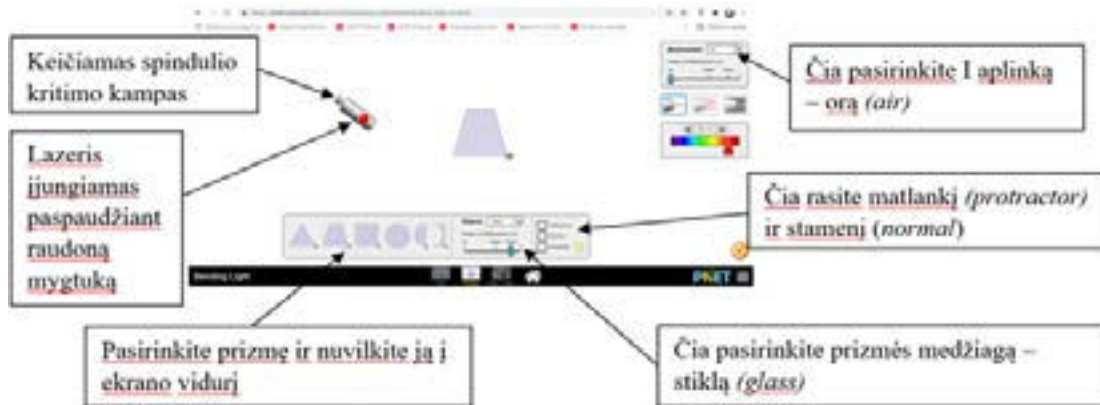 Keičiamas spindulio
kritimo kampas
Lazeris
įjungiamas
paspaudžiant
raudoną
mygtuką
Čia pasirinkite I aplinką
– orą (air)
Čia rasite matlankį (protractor)
ir stamenį (normal)
Bending Light
PhET
Pasirinkite prizmę ir nuvilkite ją į
ekrano vidurį
Čia pasirinkite prizmės medžiagą –
stiklą (glass)